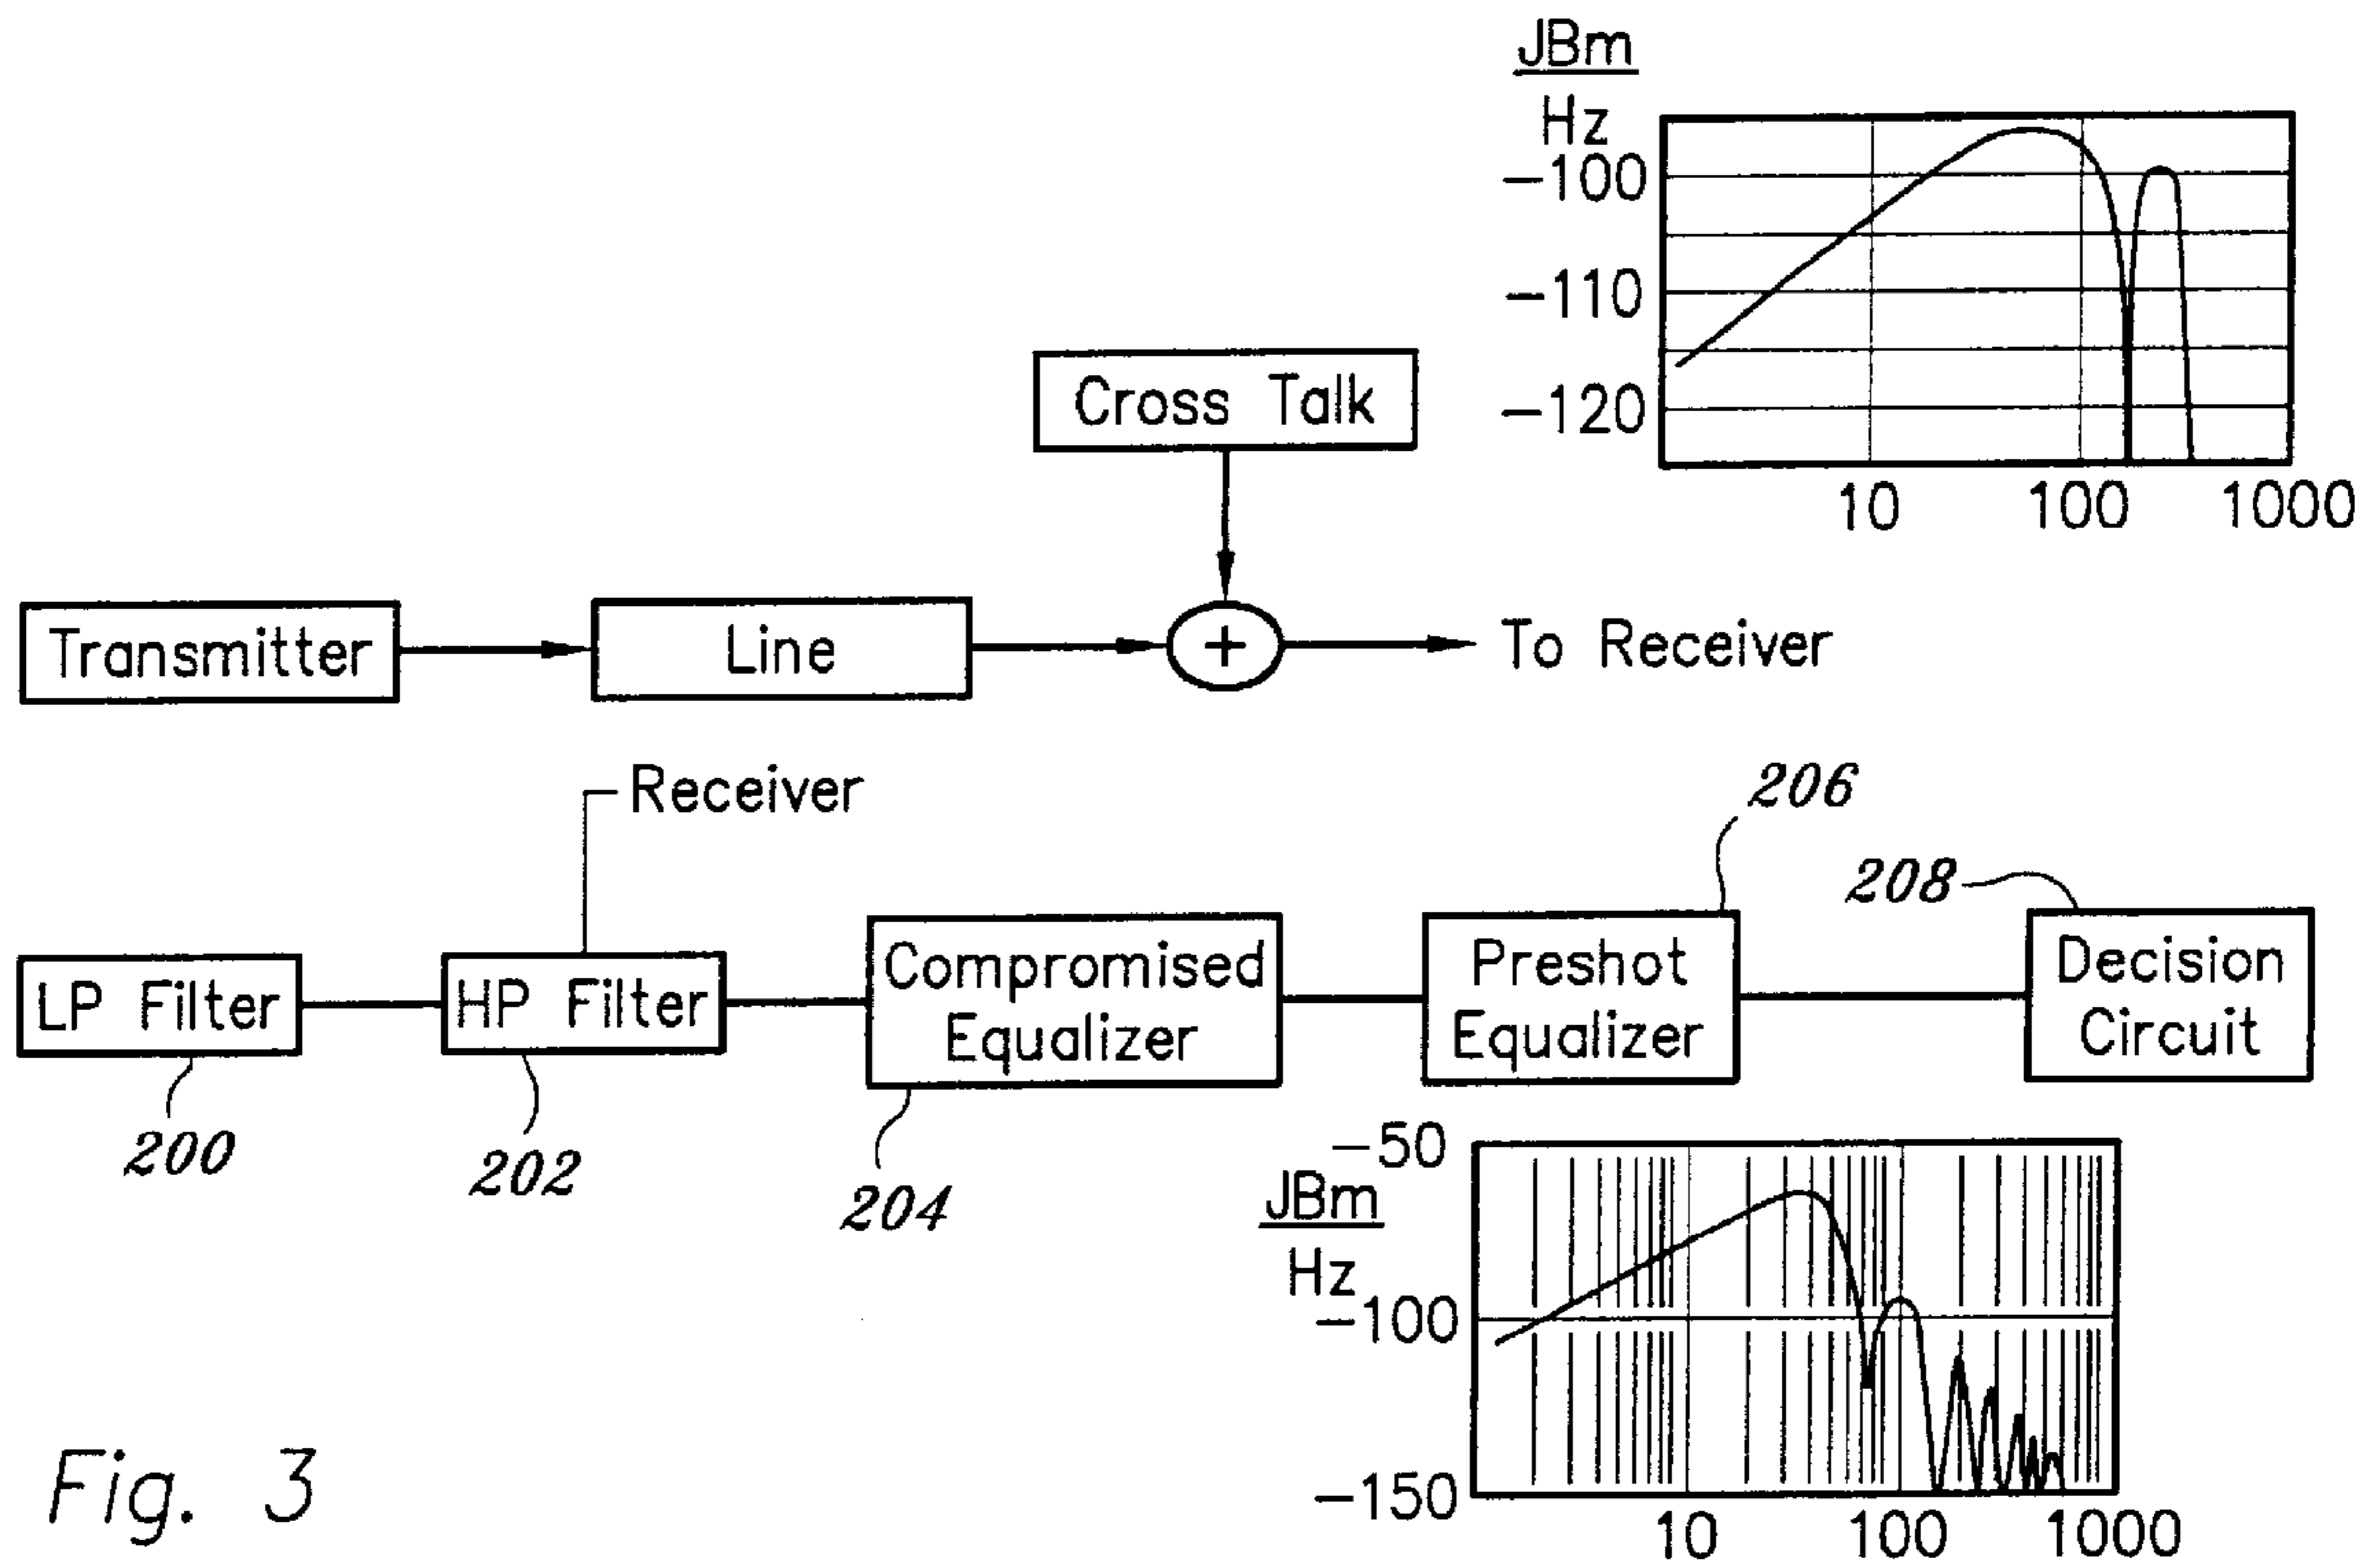 JBm
Hz
-100
-110
-120
10 100 1000
Cross Talk
Transmitter
Line
+
To Receiver
Receiver
206
208
LP Filter
HP Filter
Compromised
Equalizer
Preshot
Equalizer
Decision
Circuit
200
202
204
-50
JBm
Hz
-100
-150
10 100 1000
Fig. 3